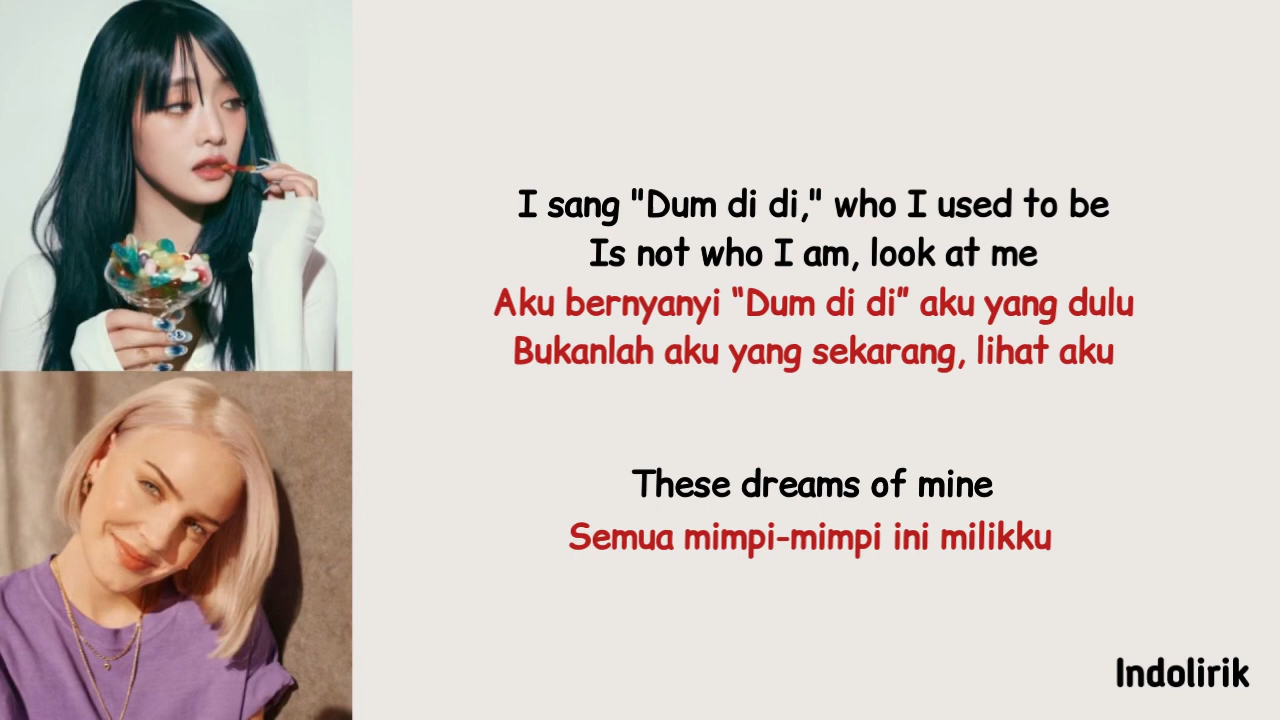 I sang "Dum di di," who I used to be
Is not who I am, look at me
Aku bernyanyi “Dum di di” aku yang dulu
Bukanlah aku yang sekarang, lihat aku
These dreams of mine
Semua mimpi-mimpi ini milikku
Indolirik